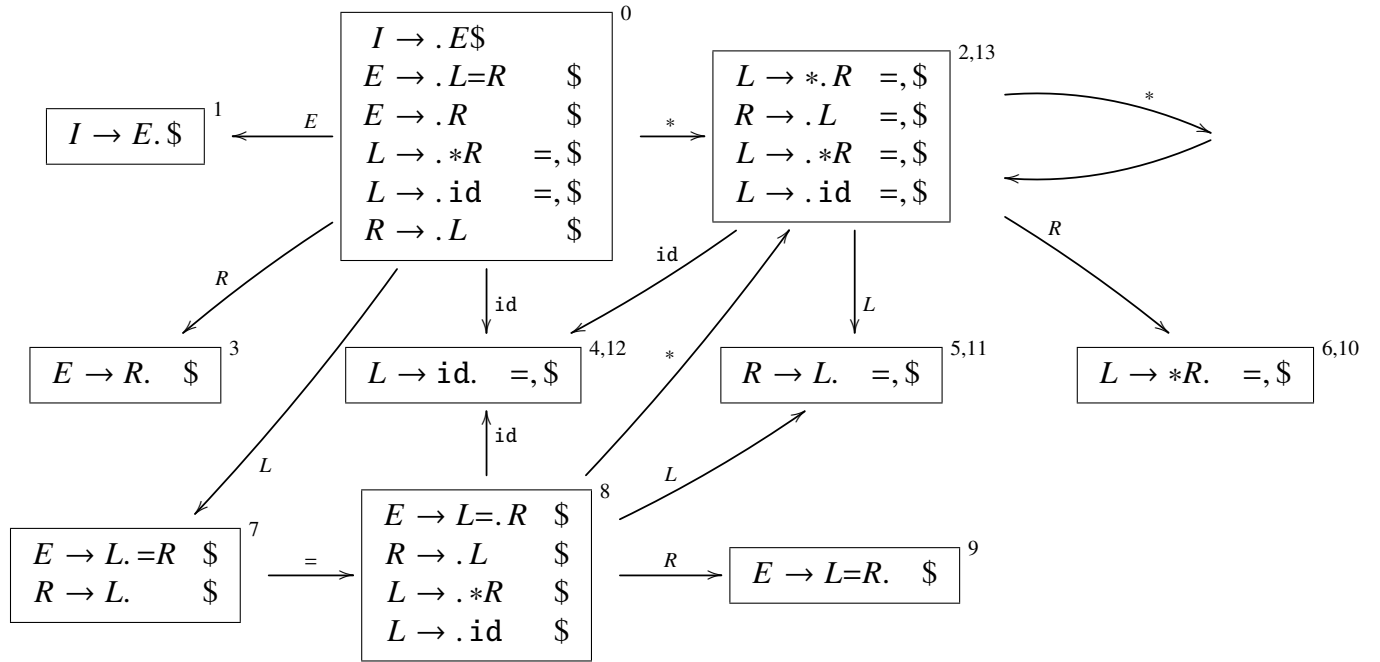 0
I → . E$
E → . L=R $
E → . R $
L → . *R =, $
L → . id =, $
R → . L $
2,13
L → *. R =, $
R → . L =, $
L → . *R =, $
L → . id =, $
1
I → E. $
E
*
*
R
id
L
id
*
L
R
3
E → R. $
4,12
L → id. =, $
5,11
R → L. =, $
6,10
L → *R. =, $
id
L
7
E → L. =R $
R → L. $
=
8
E → L=. R $
R → . L $
L → . *R $
L → . id $
R
9
E → L=R. $